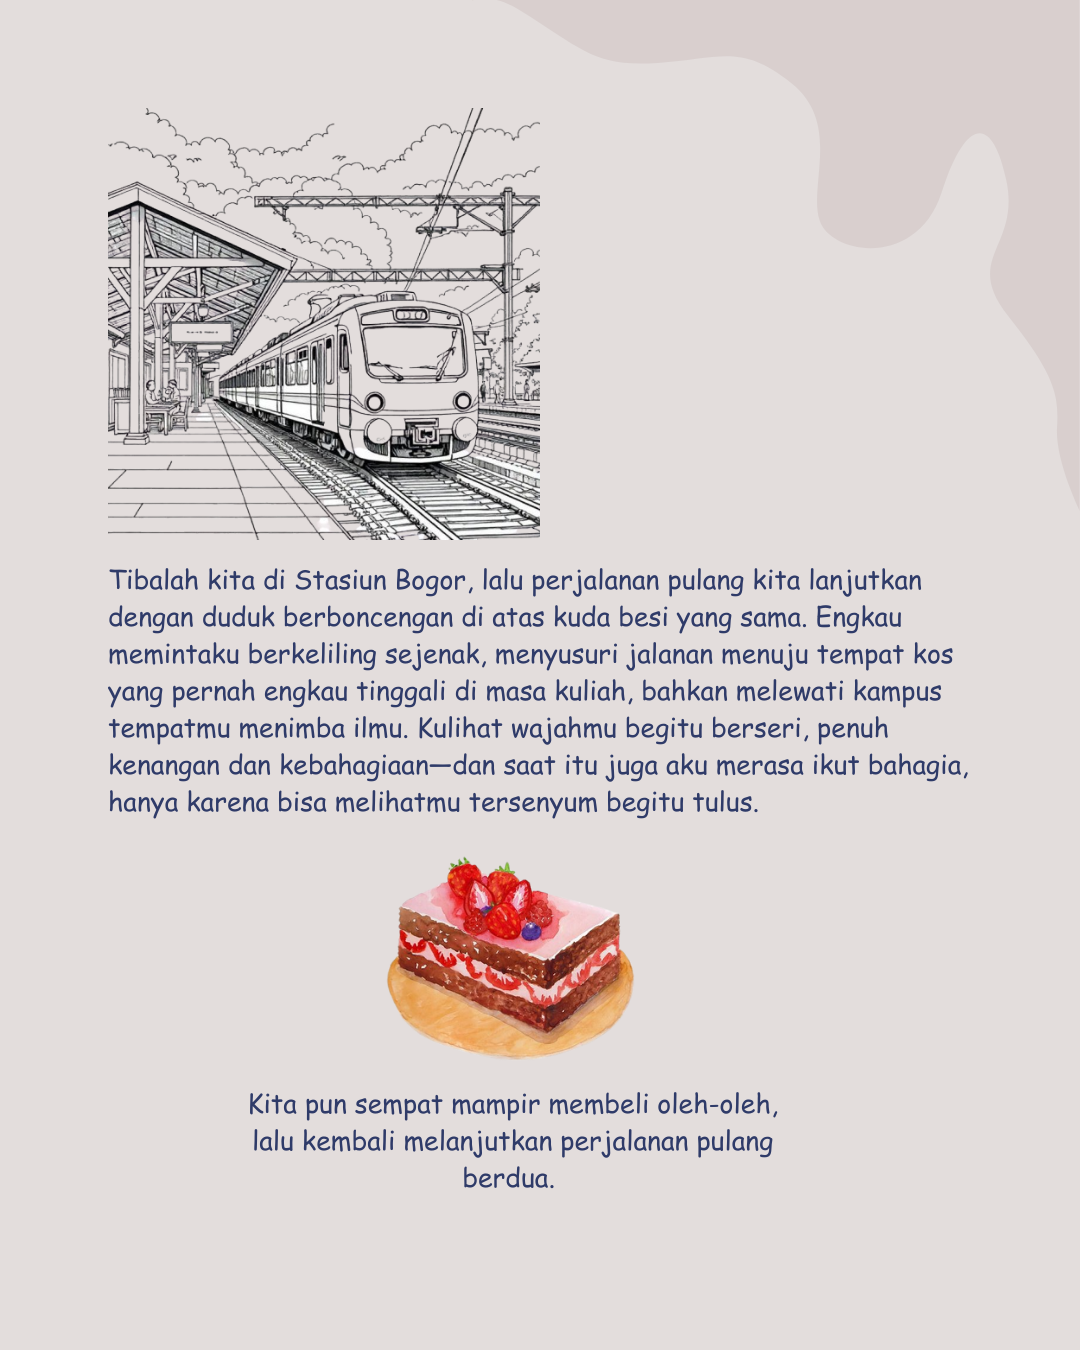 Tibalah kita di Stasiun Bogor, lalu perjalanan pulang kita lanjutkan
dengan duduk berboncengan di atas kuda besi yang sama. Engkau
memintaku berkeliling sejenak, menyusuri jalanan menuju tempat kos
yang pernah engkau tinggali di masa kuliah, bahkan melewati kampus
tempatmu menimba ilmu. Kulihat wajahmu begitu berseri, penuh
kenangan dan kebahagiaan—dan saat itu juga aku merasa ikut bahagia,
hanya karena bisa melihatmu tersenyum begitu tulus.
Kita pun sempat mampir membeli oleh-oleh,
lalu kembali melanjutkan perjalanan pulang
berdua.